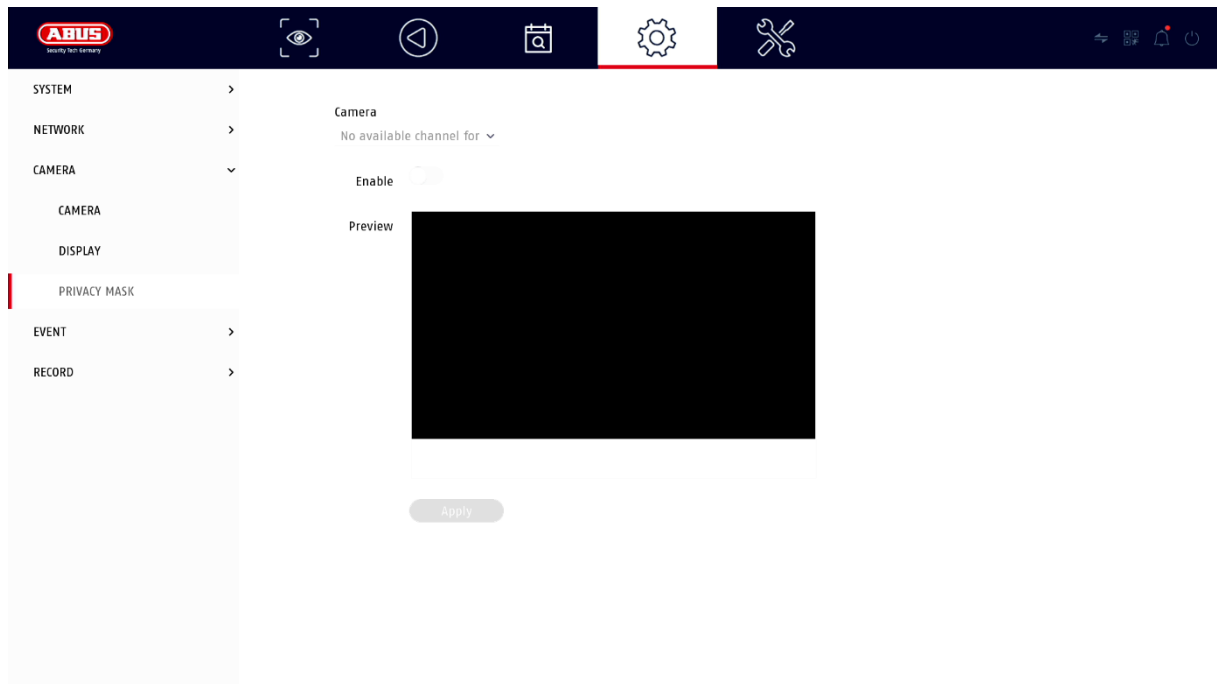 ABUS
Security Tech Germany
SYSTEM
NETWORK
CAMERA
CAMERA
DISPLAY
PRIVACY MASK
EVENT
RECORD
Camera
No available channel for
Enable
Preview
Apply